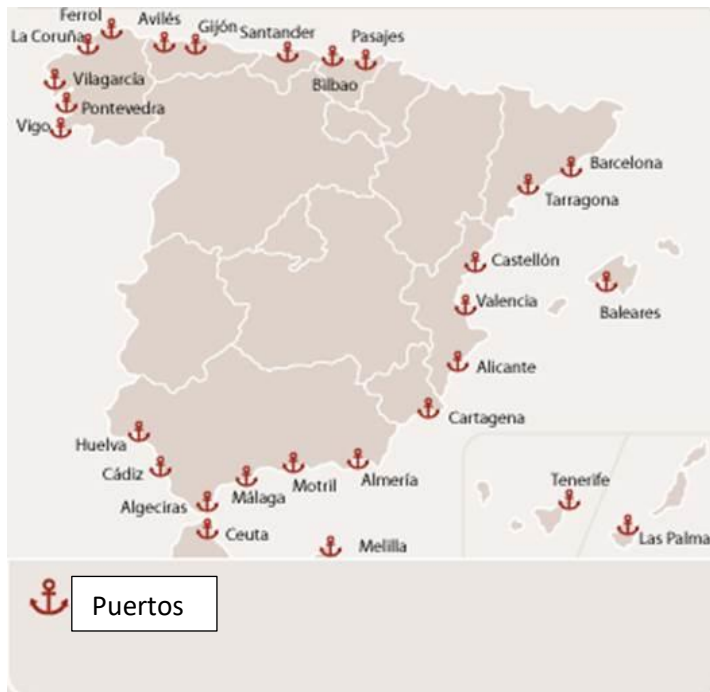 Ferrol
Avilés
Gijón
Santander
La Coruña
Pasajes
Bilbao
Vilagarcia
Pontevedra
Vigo
Barcelona
Tarragona
Castellón
Valencia
Baleares
Alicante
Cartagena
Huelva
Cádiz
Algeciras
Málaga
Motril
Almería
Tenerife
Ceuta
Melilla
Las Palma
Puertos